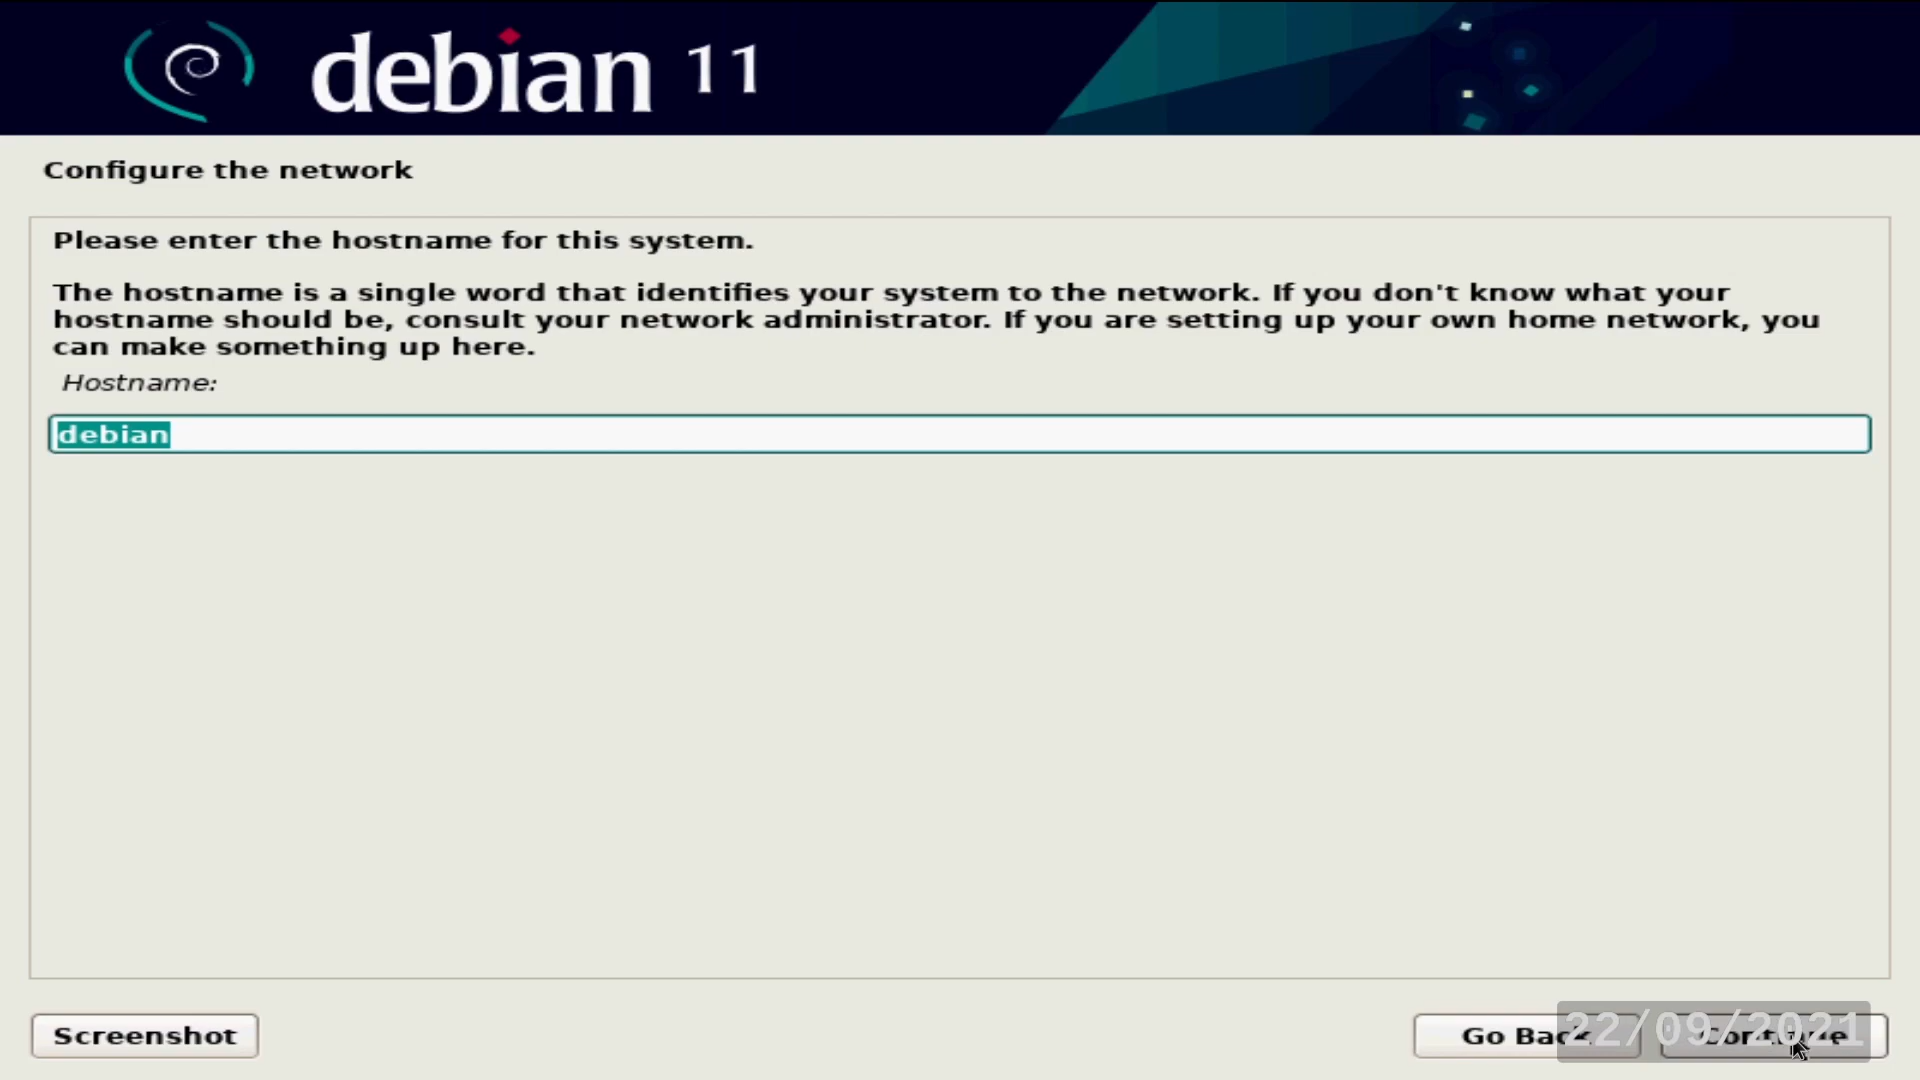 debian 11
Configure the network
Please enter the hostname for this system.
The hostname is a single word that identifies your system to the network. If you don't know what your
hostname should be, consult your network administrator. If you are setting up your own home network, you
can make something up here.
Hostname:
debian
Screenshot
Go Back
Continue
22/09/2021